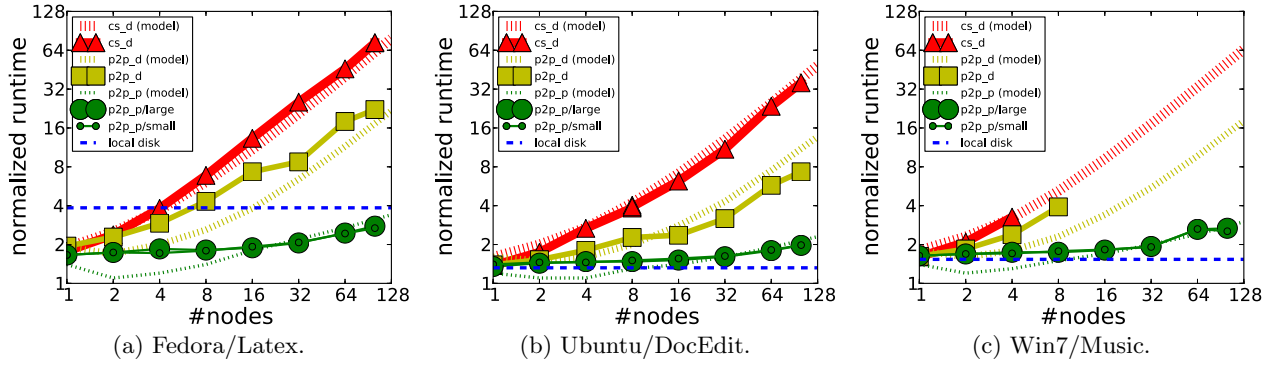 normalized runtime
128
64
32
16
8
4
2
1
cs_d (model)
cs_d
p2p_d (model)
p2p_d
p2p_p (model)
p2p_p/large
p2p_p/small
local disk
1 2 4 8 16 32 64 128
#nodes
(a) Fedora/Latex.
normalized runtime
128
64
32
16
8
4
2
1
cs_d (model)
cs_d
p2p_d (model)
p2p_d
p2p_p (model)
p2p_p/large
p2p_p/small
local disk
1 2 4 8 16 32 64 128
#nodes
(b) Ubuntu/DocEdit.
normalized runtime
128
64
32
16
8
4
2
1
cs_d (model)
cs_d
p2p_d (model)
p2p_d
p2p_p (model)
p2p_p/large
p2p_p/small
local disk
1 2 4 8 16 32 64 128
#nodes
(c) Win7/Music.